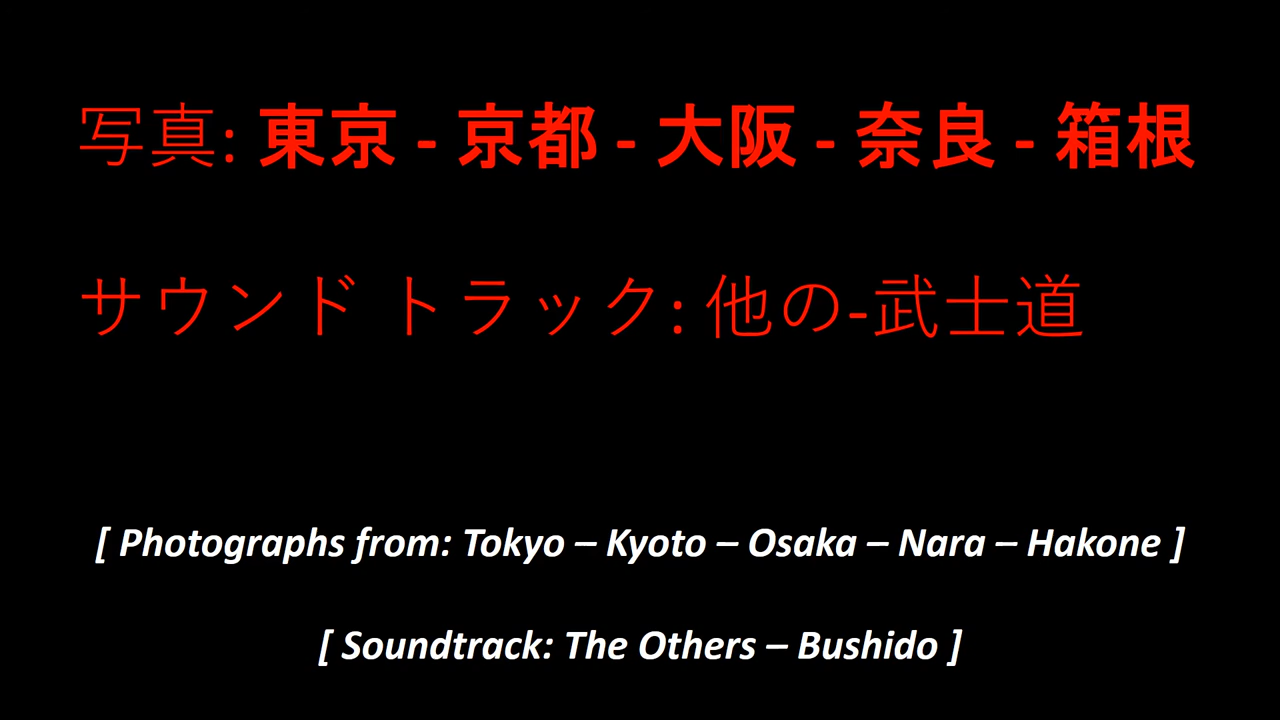 写真: 東京 - 京都 - 大阪 - 奈良 - 箱根
サウンド トラック: 他の-武士道
[ Photographs from: Tokyo – Kyoto – Osaka – Nara – Hakone ]
[ Soundtrack: The Others – Bushido ]